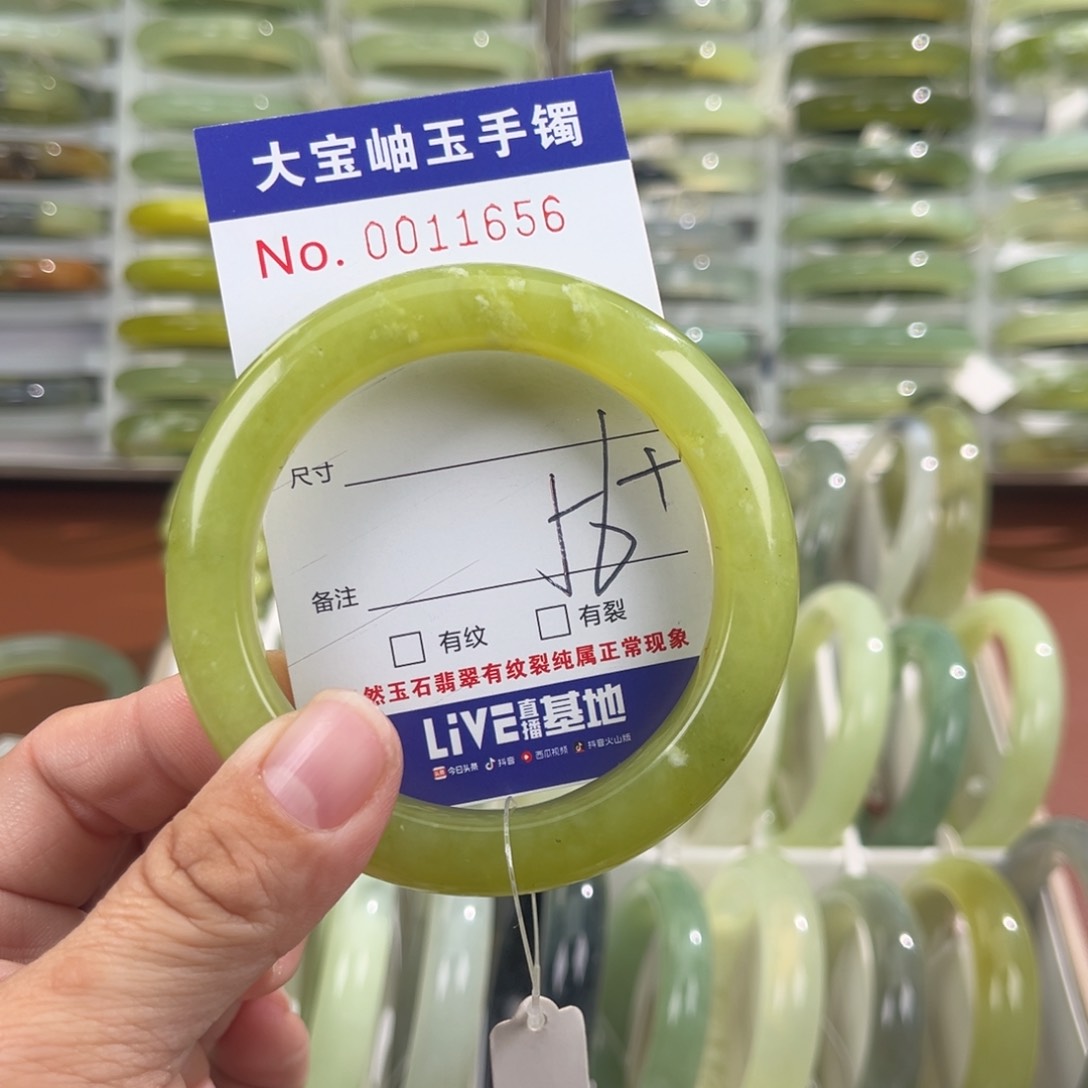 大宝岫玉手镯
No. 0011656
尺寸
备注
有纹 有裂
然玉石翡翠有纹裂纯属正常现象
LiVE直播基地
今日头条 抖音 西瓜视频 抖音火山版